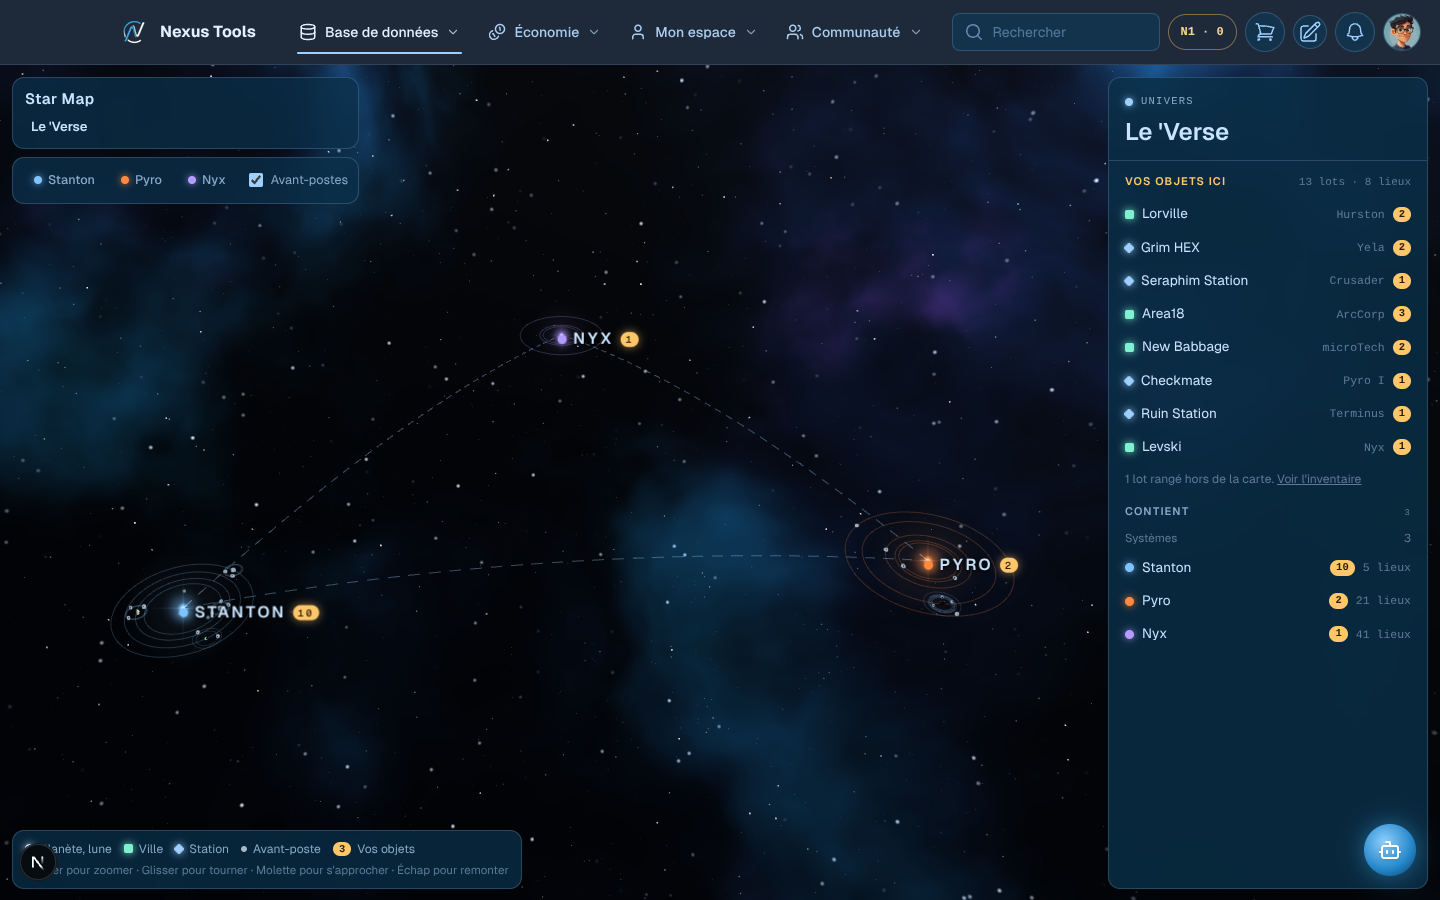 Nexus Tools
Base de données
Économie
Mon espace
Communauté
Rechercher
N1 · 0
Star Map
Le 'Verse
Stanton
Pyro
Nyx
Avant-postes
NYX 1
PYRO 2
STANTON 10
UNIVERS
Le 'Verse
VOS OBJETS ICI 13 lots · 8 lieux
Lorville Hurston 2
Grim HEX Yela 2
Seraphim Station Crusader 1
Area18 ArcCorp 3
New Babbage microTech 2
Checkmate Pyro I 1
Ruin Station Terminus 1
Levski Nyx 1
1 lot rangé hors de la carte. Voir l'inventaire
CONTIENT 3
Systèmes 3
Stanton 10 5 lieux
Pyro 2 21 lieux
Nyx 1 41 lieux
lanète, lune Ville Station Avant-poste 3 Vos objets
er pour zoomer · Glisser pour tourner · Molette pour s'approcher · Échap pour remonter
N